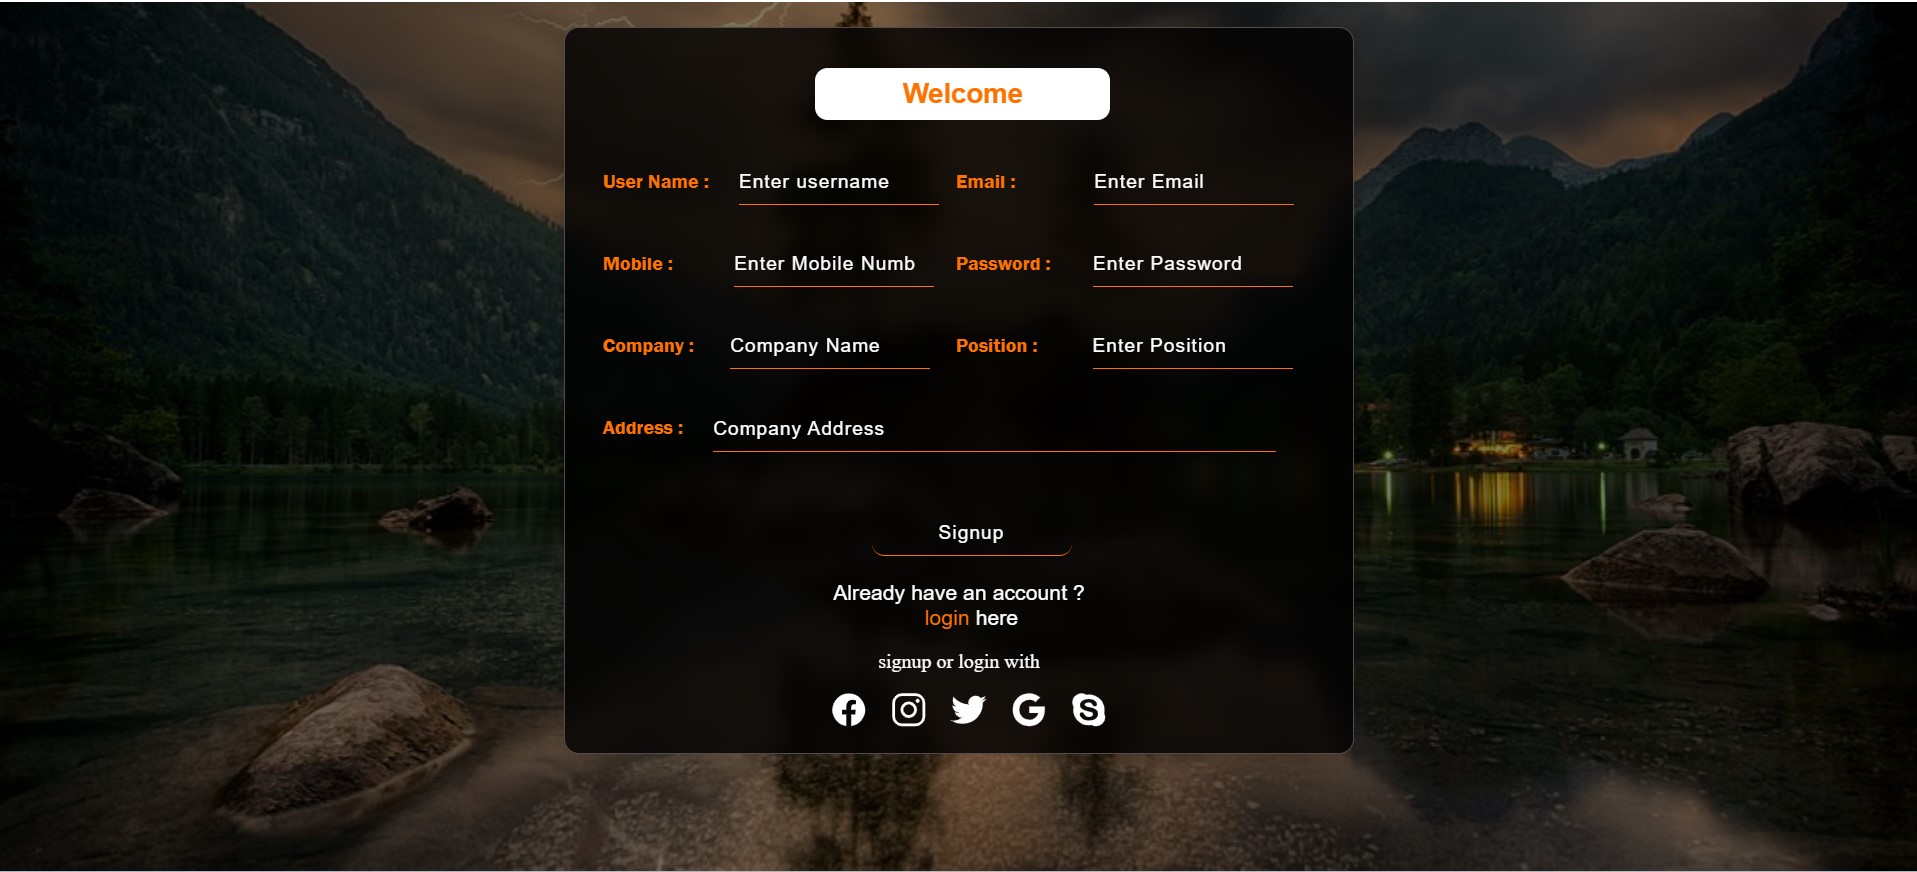 Welcome
User Name : Enter username Email : Enter Email
Mobile : Enter Mobile Numb Password : Enter Password
Company : Company Name Position : Enter Position
Address : Company Address
Signup
Already have an account ?
login here
signup or login with